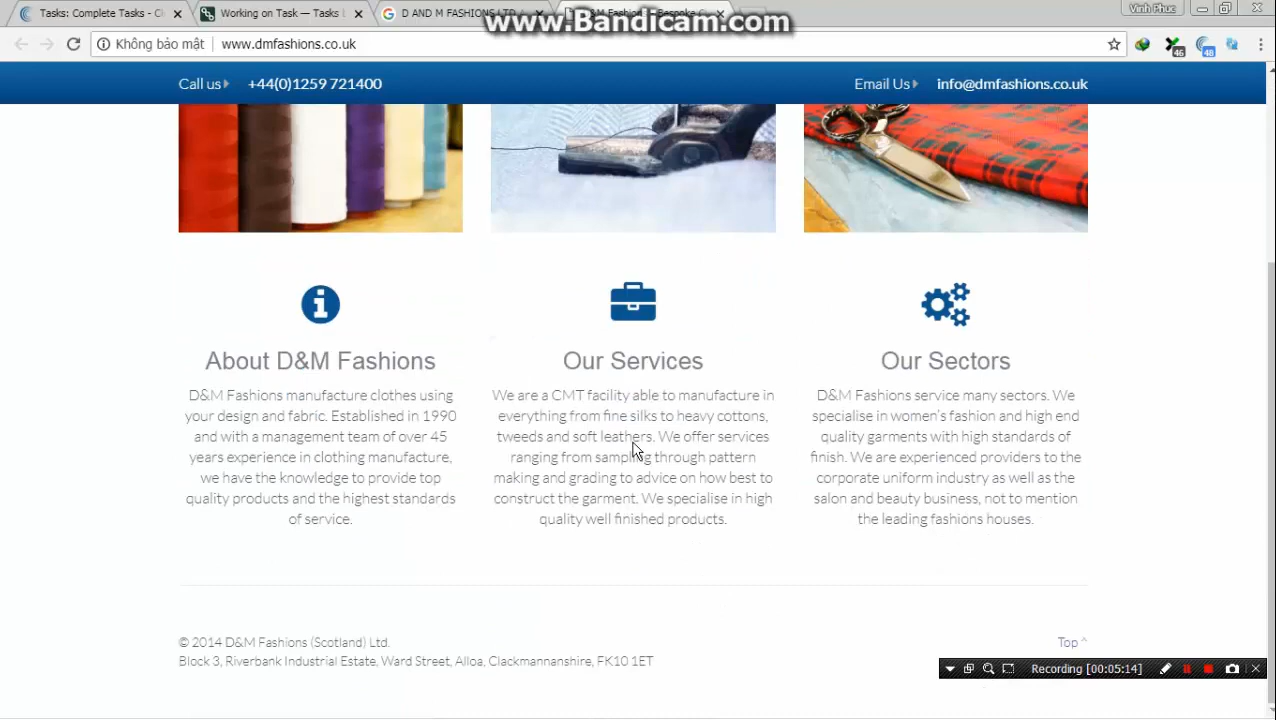 Tasks: Complete Tasks - Cl
Working on Task — Tasks L
D AND M FASHIONS LTD
www.Bandicam.com
Vinh Phuc
Không bảo mật
www.dmfashions.co.uk
46
48
Call us
+44(0)1259 721400
Email Us
info@dmfashions.co.uk
About D&M Fashions
D&M Fashions manufacture clothes using
your design and fabric. Established in 1990
and with a management team of over 45
years experience in clothing manufacture,
we have the knowledge to provide top
quality products and the highest standards
of service.
Our Services
We are a CMT facility able to manufacture in
everything from fine silks to heavy cottons,
tweeds and soft leathers. We offer services
ranging from sampling through pattern
making and grading to advice on how best to
construct the garment. We specialise in high
quality well finished products.
Our Sectors
D&M Fashions service many sectors. We
specialise in women's fashion and high end
quality garments with high standards of
finish. We are experienced providers to the
corporate uniform industry as well as the
salon and beauty business, not to mention
the leading fashions houses.
© 2014 D&M Fashions (Scotland) Ltd.
Top ^
Block 3, Riverbank Industrial Estate, Ward Street, Alloa, Clackmannanshire, FK10 1ET
Recording [00:05:14]